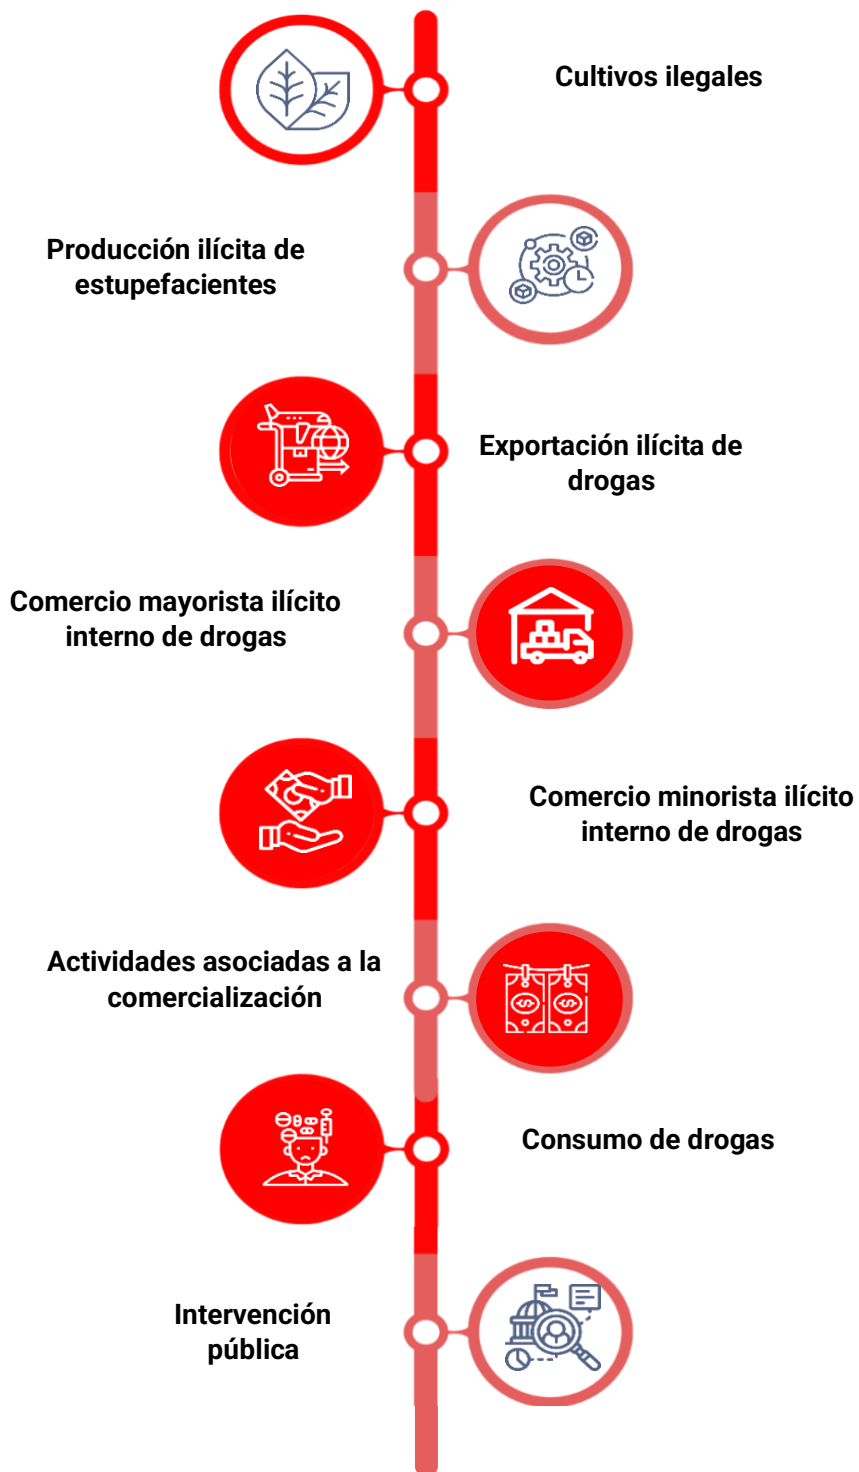 Cultivos ilegales
Producción ilícita de
estupefacientes
Exportación ilícita de
drogas
Comercio mayorista ilícito
interno de drogas
Comercio minorista ilícito
interno de drogas
Actividades asociadas a la
comercialización
Consumo de drogas
Intervención
pública